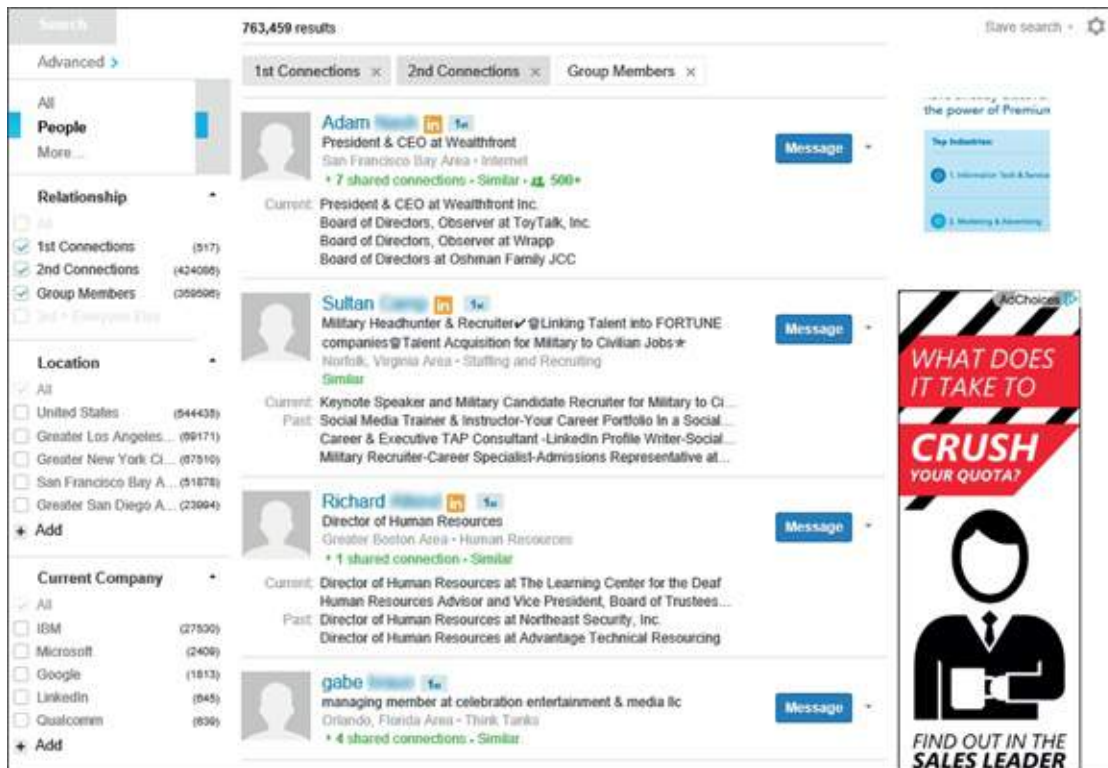 Search
Advanced >
All
People
More...
Relationship
All
1st Connections (517)
2nd Connections (424086)
Group Members (359596)
3rd + Everyone Else
Location
All
United States (544435)
Greater Los Angeles... (69171)
Greater New York Ci... (67510)
San Francisco Bay A... (51878)
Greater San Diego A... (23994)
+ Add
Current Company
All
IBM (27530)
Microsoft (2409)
Google (1813)
LinkedIn (645)
Qualcomm (639)
+ Add
763,459 results
Save search
1st Connections × 2nd Connections × Group Members ×
Adam in 1st
President & CEO at Wealthfront
San Francisco Bay Area • Internet
7 shared connections • Similar • 500+
Current: President & CEO at Wealthfront Inc.
Board of Directors, Observer at ToyTalk, Inc.
Board of Directors, Observer at Wrapp
Board of Directors at Oshman Family JCC
Message
Sultan in 1st
Military Headhunter & Recruiter✔Linking Talent into FORTUNE
companies Talent Acquisition for Military to Civilian Jobs★
Norfolk, Virginia Area • Staffing and Recruiting
Similar
Current: Keynote Speaker and Military Candidate Recruiter for Military to Ci...
Past: Social Media Trainer & Instructor-Your Career Portfolio In a Social...
Career & Executive TAP Consultant -LinkedIn Profile Writer-Social...
Military Recruiter-Career Specialist-Admissions Representative at...
Message
Richard in 1st
Director of Human Resources
Greater Boston Area • Human Resources
1 shared connection • Similar
Current: Director of Human Resources at The Learning Center for the Deaf
Human Resources Advisor and Vice President, Board of Trustees...
Past: Director of Human Resources at Northeast Security, Inc.
Director of Human Resources at Advantage Technical Resourcing
Message
gabe 1st
managing member at celebration entertainment & media llc
Orlando, Florida Area • Think Tanks
4 shared connections • Similar
Message
the power of Premium
Top Industries:
1. Information Tech & Service
2. Marketing & Advertising
AdChoices
WHAT DOES
IT TAKE TO
CRUSH
YOUR QUOTA?
FIND OUT IN THE
SALES LEADER